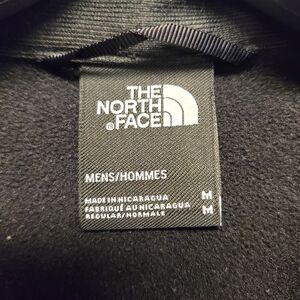 THE
NORTH
®FACE
MENS/HOMMES
MADE IN NICARAGUA
FABRIQUÉ AU NICARAGUA
REGULAR/NORMALE
M
M